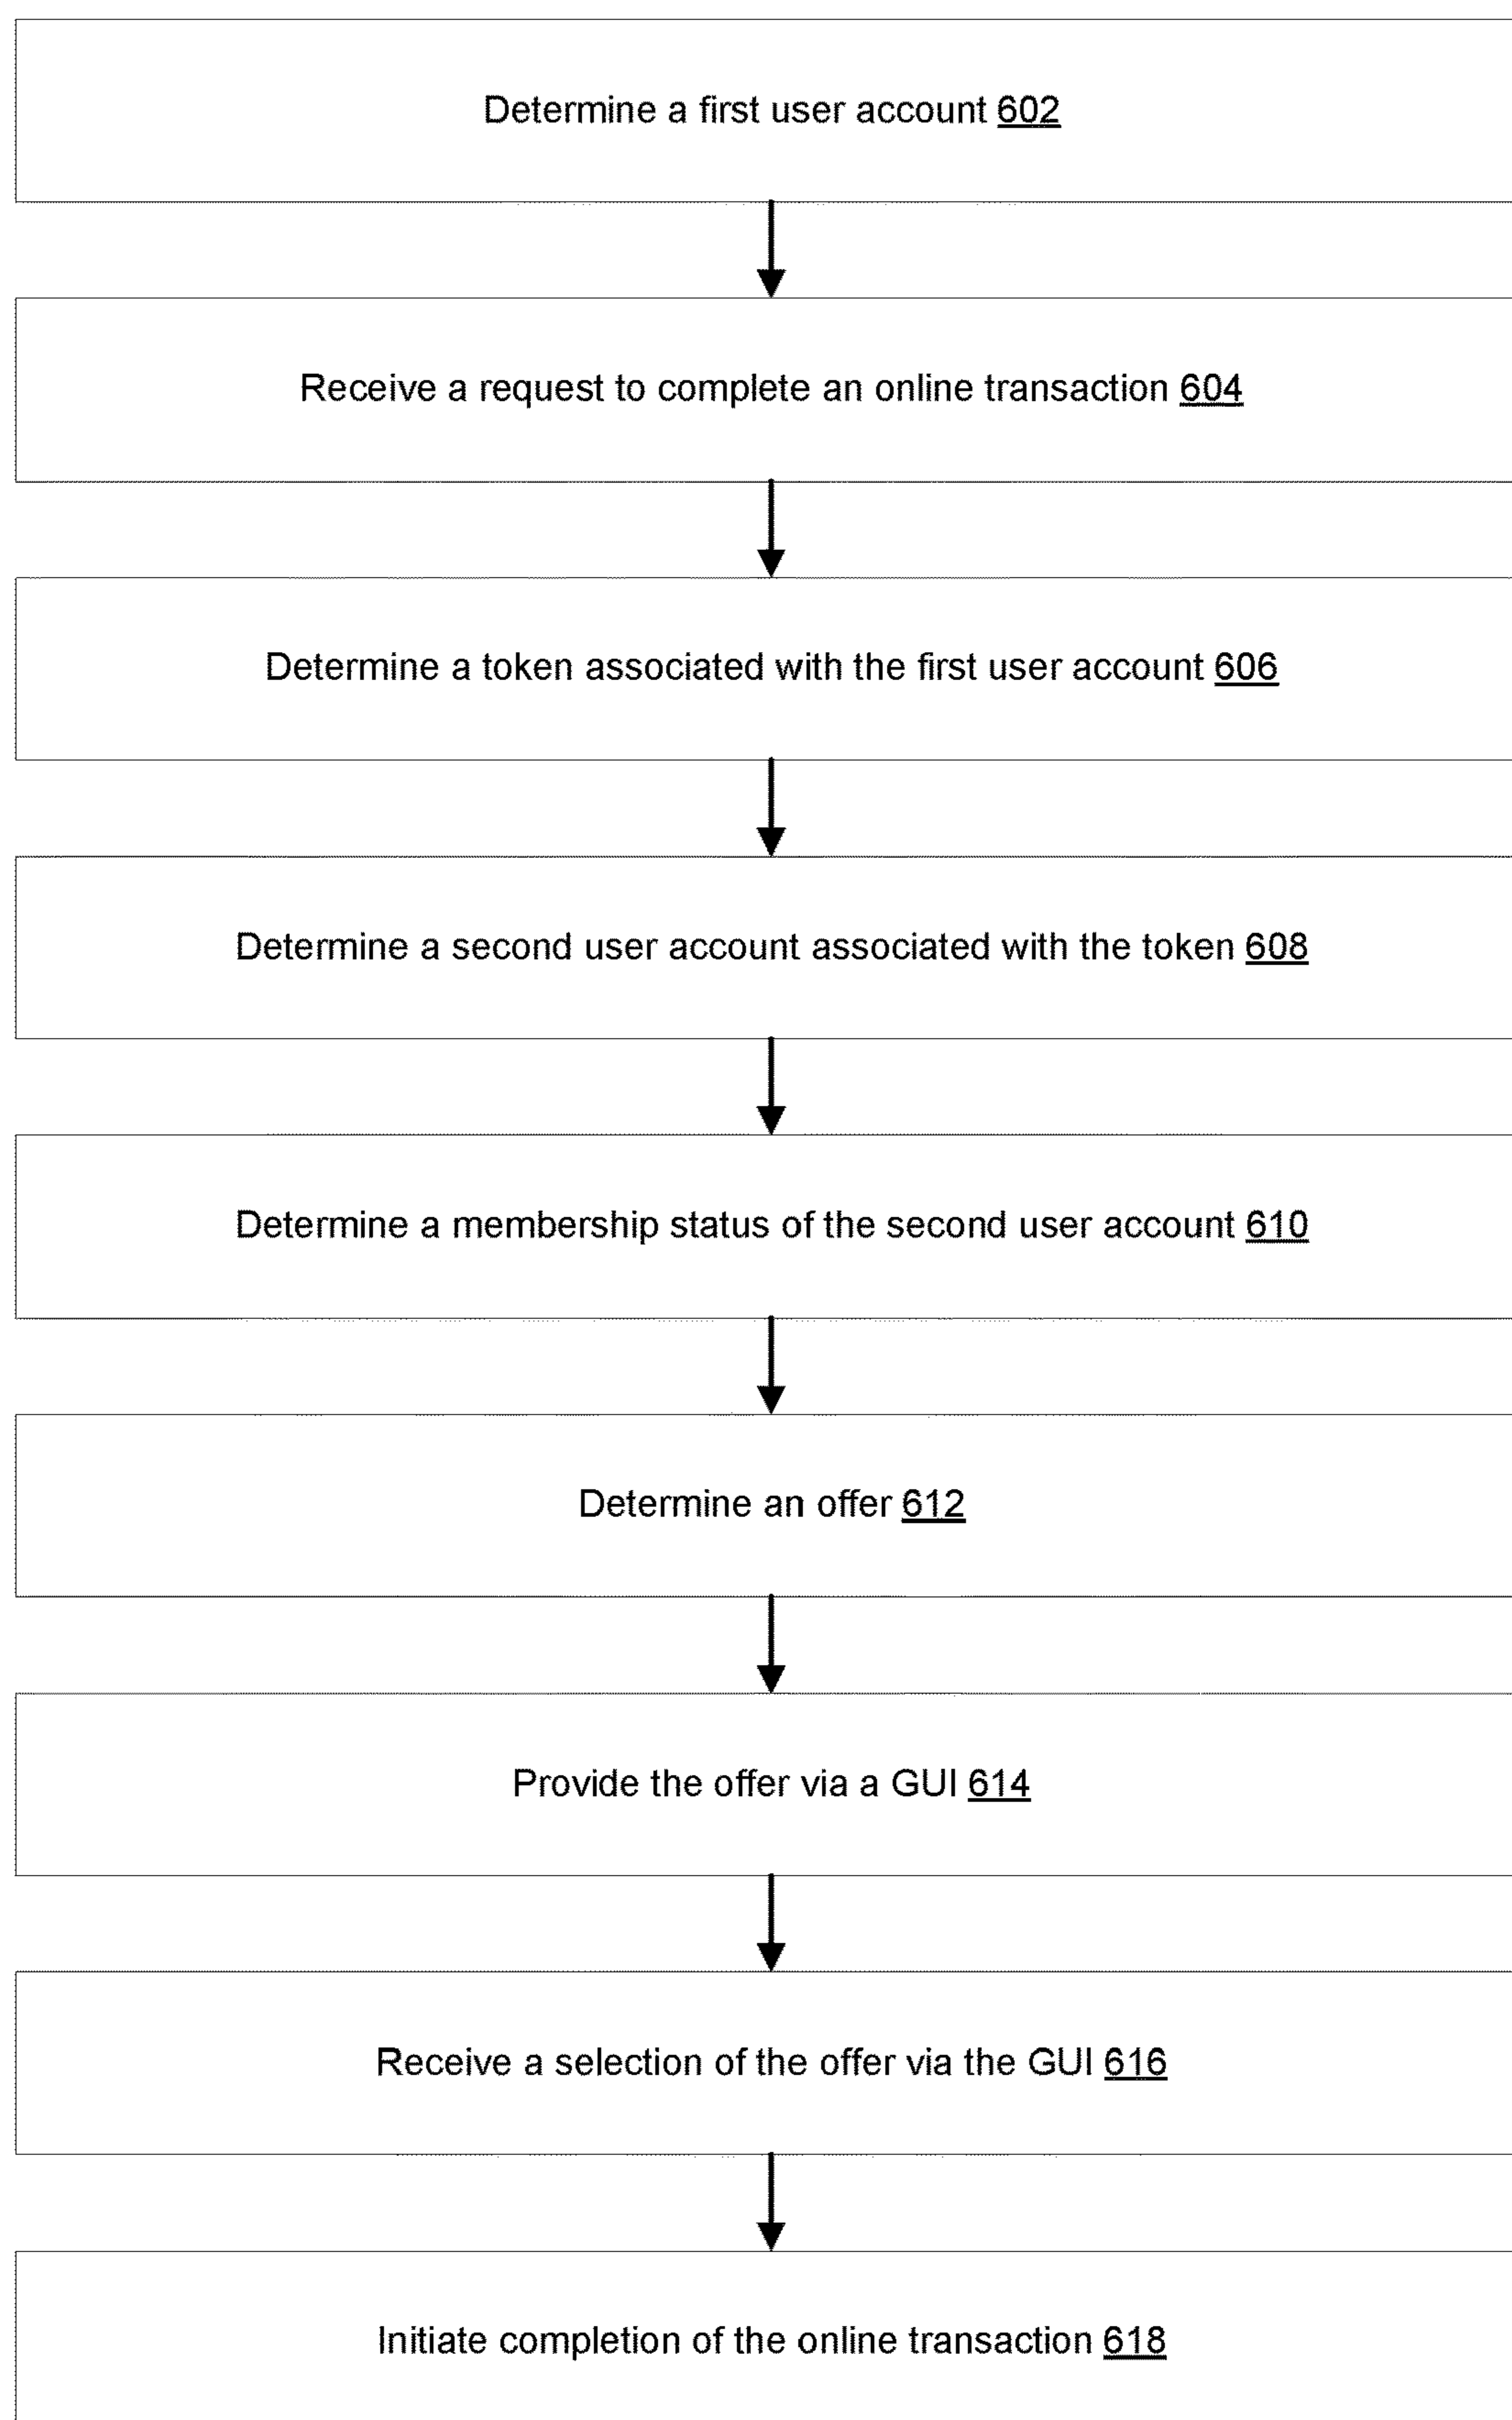 Determine a first user account 602
Receive a request to complete an online transaction 604
Determine a token associated with the first user account 606
Determine a second user account associated with the token 608
Determine a membership status of the second user account 610
Determine an offer 612
Provide the offer via a GUI 614
Receive a selection of the offer via the GUI 616
Initiate completion of the online transaction 618